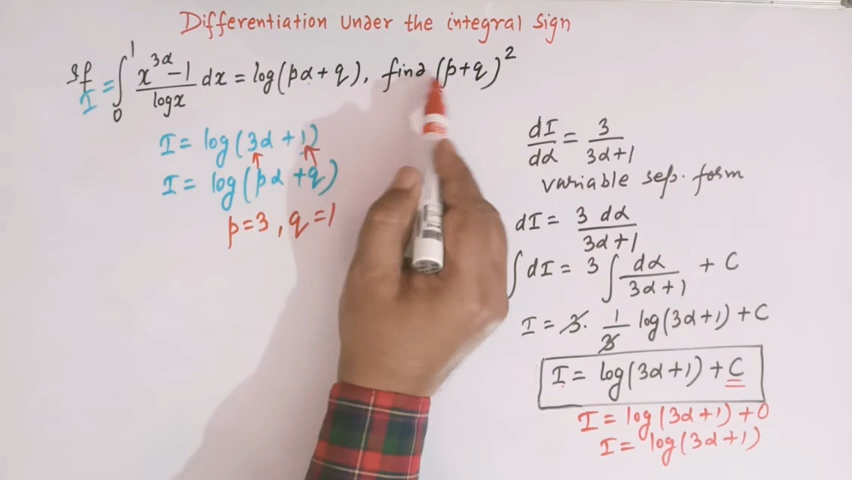 Differentiation under the integral sign
If I = ∫₀¹ (x^{3α} - 1)/(log x) dx = log(pα + q), find (p+q)²
I = log(3α + 1)
I = log(pα + q)
p = 3, q = 1
dI/dα = 3/(3α+1)
variable sep. form
dI = 3 dα/(3α+1)
∫dI = 3 ∫ dα/(3α+1) + C
I = 3. 1/3 log(3α+1) + C
I = log(3α+1) + C
I = log(3α+1) + 0
I = log(3α+1)